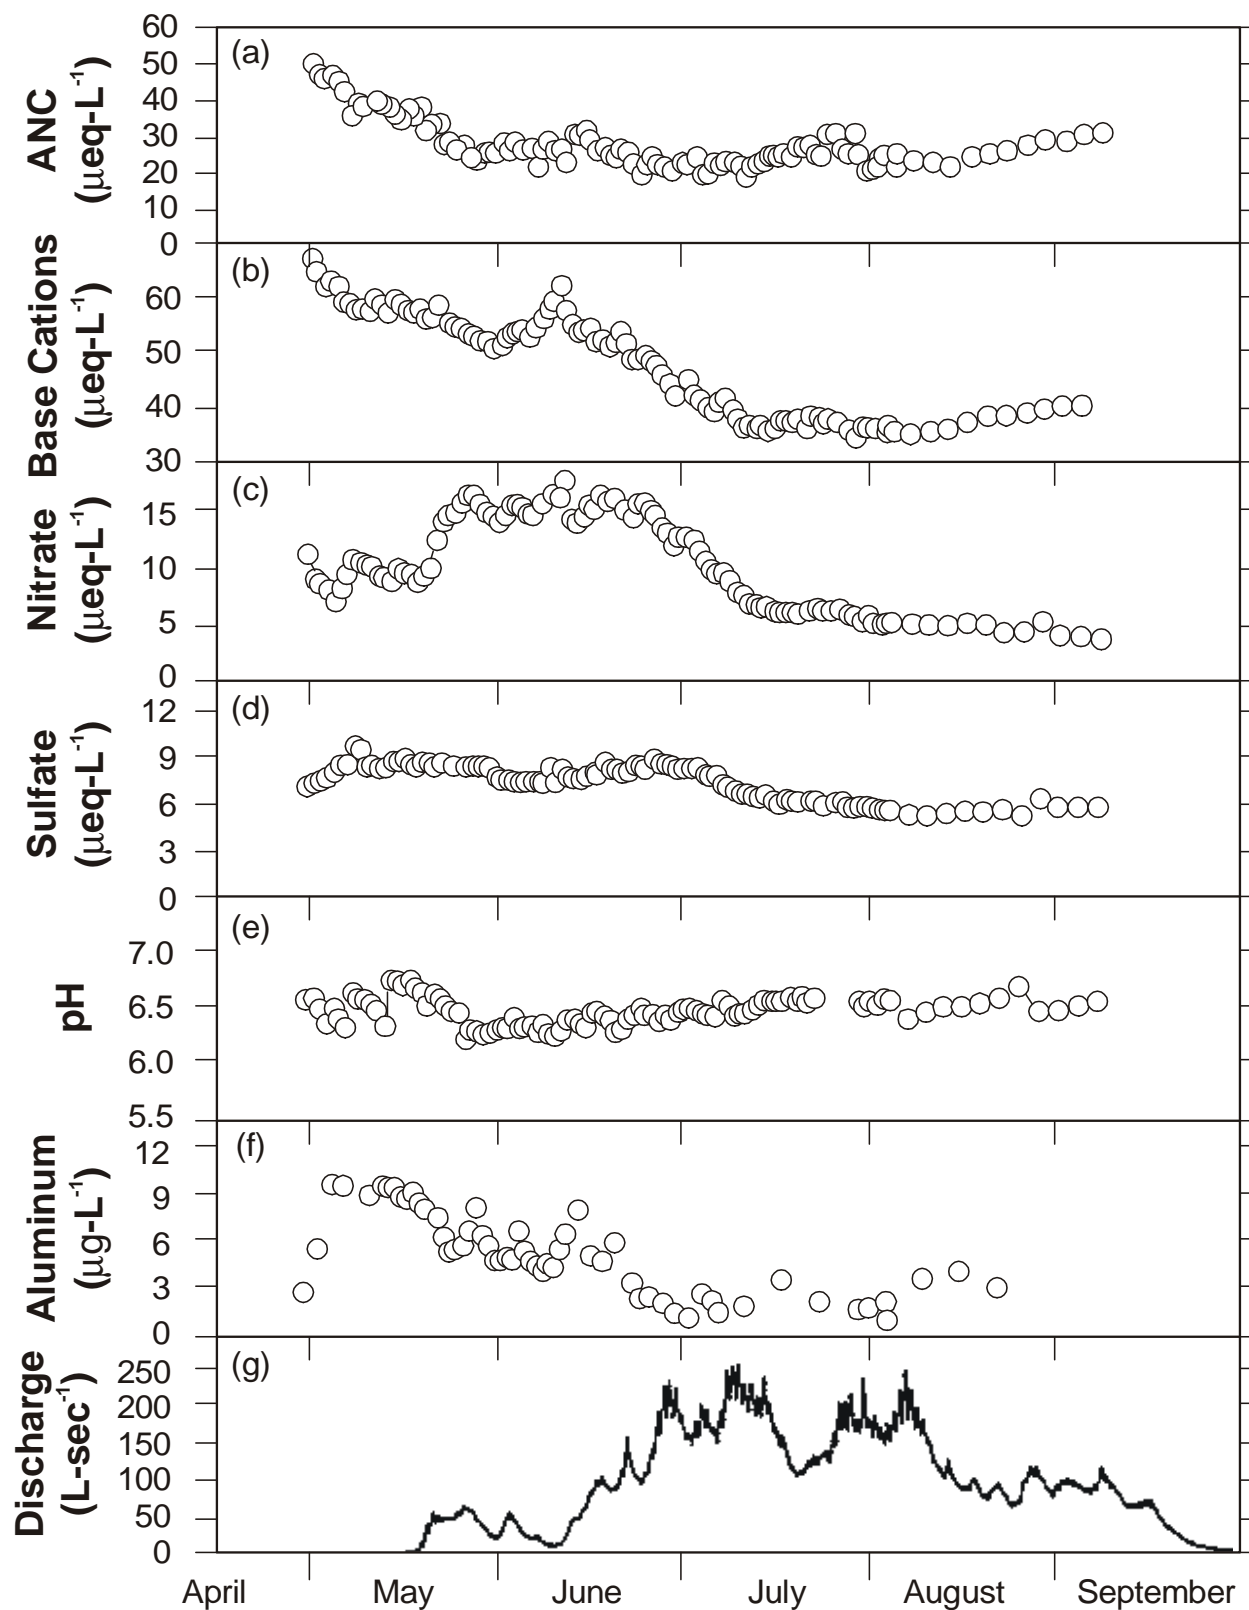 (a)
ANC
(µeq-L⁻¹)
60
50
40
30
20
10
0
(b)
Base Cations
(µeq-L⁻¹)
60
50
40
30
(c)
Nitrate
(µeq-L⁻¹)
15
10
5
0
(d)
Sulfate
(µeq-L⁻¹)
12
9
6
3
0
(e)
pH
7.0
6.5
6.0
5.5
(f)
Aluminum
(µg-L⁻¹)
12
9
6
3
0
(g)
Discharge
(L-sec⁻¹)
250
200
150
100
50
0
April May June July August September